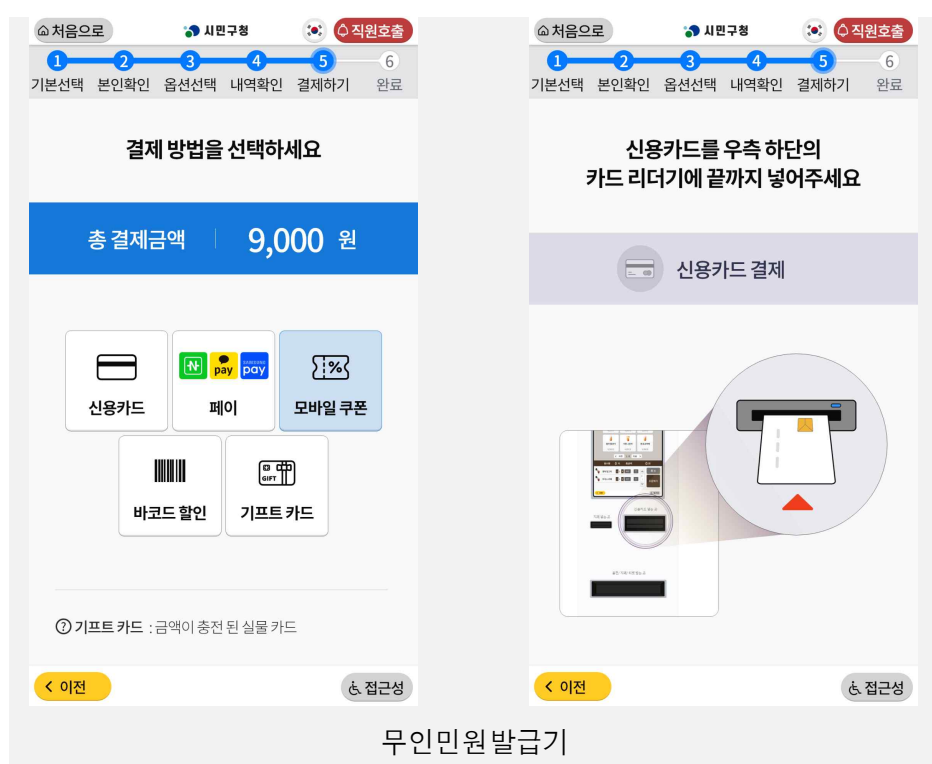 처음으로
시민구청
직원호출
1 2 3 4 5 6
기본선택 본인확인 옵션선택 내역확인 결제하기 완료
결제 방법을 선택하세요
총 결제금액 9,000 원
N pay SAMSUNG pay
신용카드 페이 모바일 쿠폰
GIFT
바코드 할인 기프트 카드
? 기프트 카드 : 금액이 충전 된 실물 카드
< 이전
접근성
처음으로
시민구청
직원호출
1 2 3 4 5 6
기본선택 본인확인 옵션선택 내역확인 결제하기 완료
신용카드를 우측 하단의
카드 리더기에 끝까지 넣어주세요
신용카드 결제
< 이전
접근성
무인민원발급기